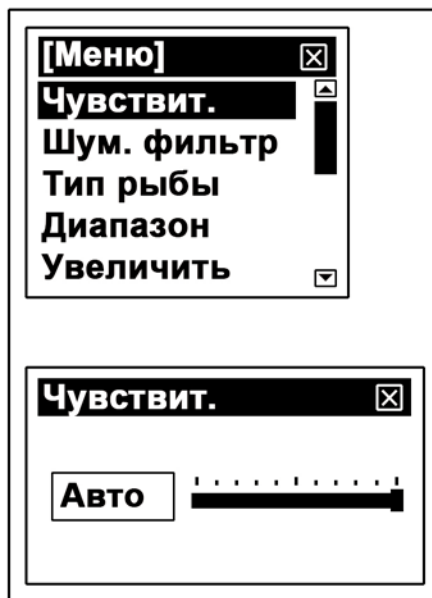 [Меню]
Чувствит.
Шум. фильтр
Тип рыбы
Диапазон
Увеличить
Чувствит.
Авто